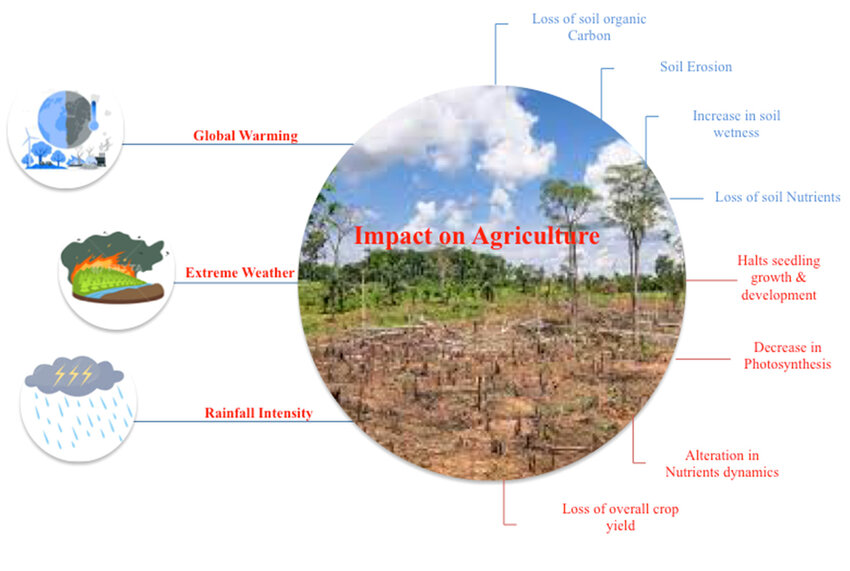 Loss of soil organic
Carbon
Soil Erosion
Increase in soil
wetness
Loss of soil Nutrients
Global Warming
Impact on Agriculture
Extreme Weather
Halts seedling
growth &
development
Decrease in
Photosynthesis
Rainfall Intensity
Alteration in
Nutrients dynamics
Loss of overall crop
yield